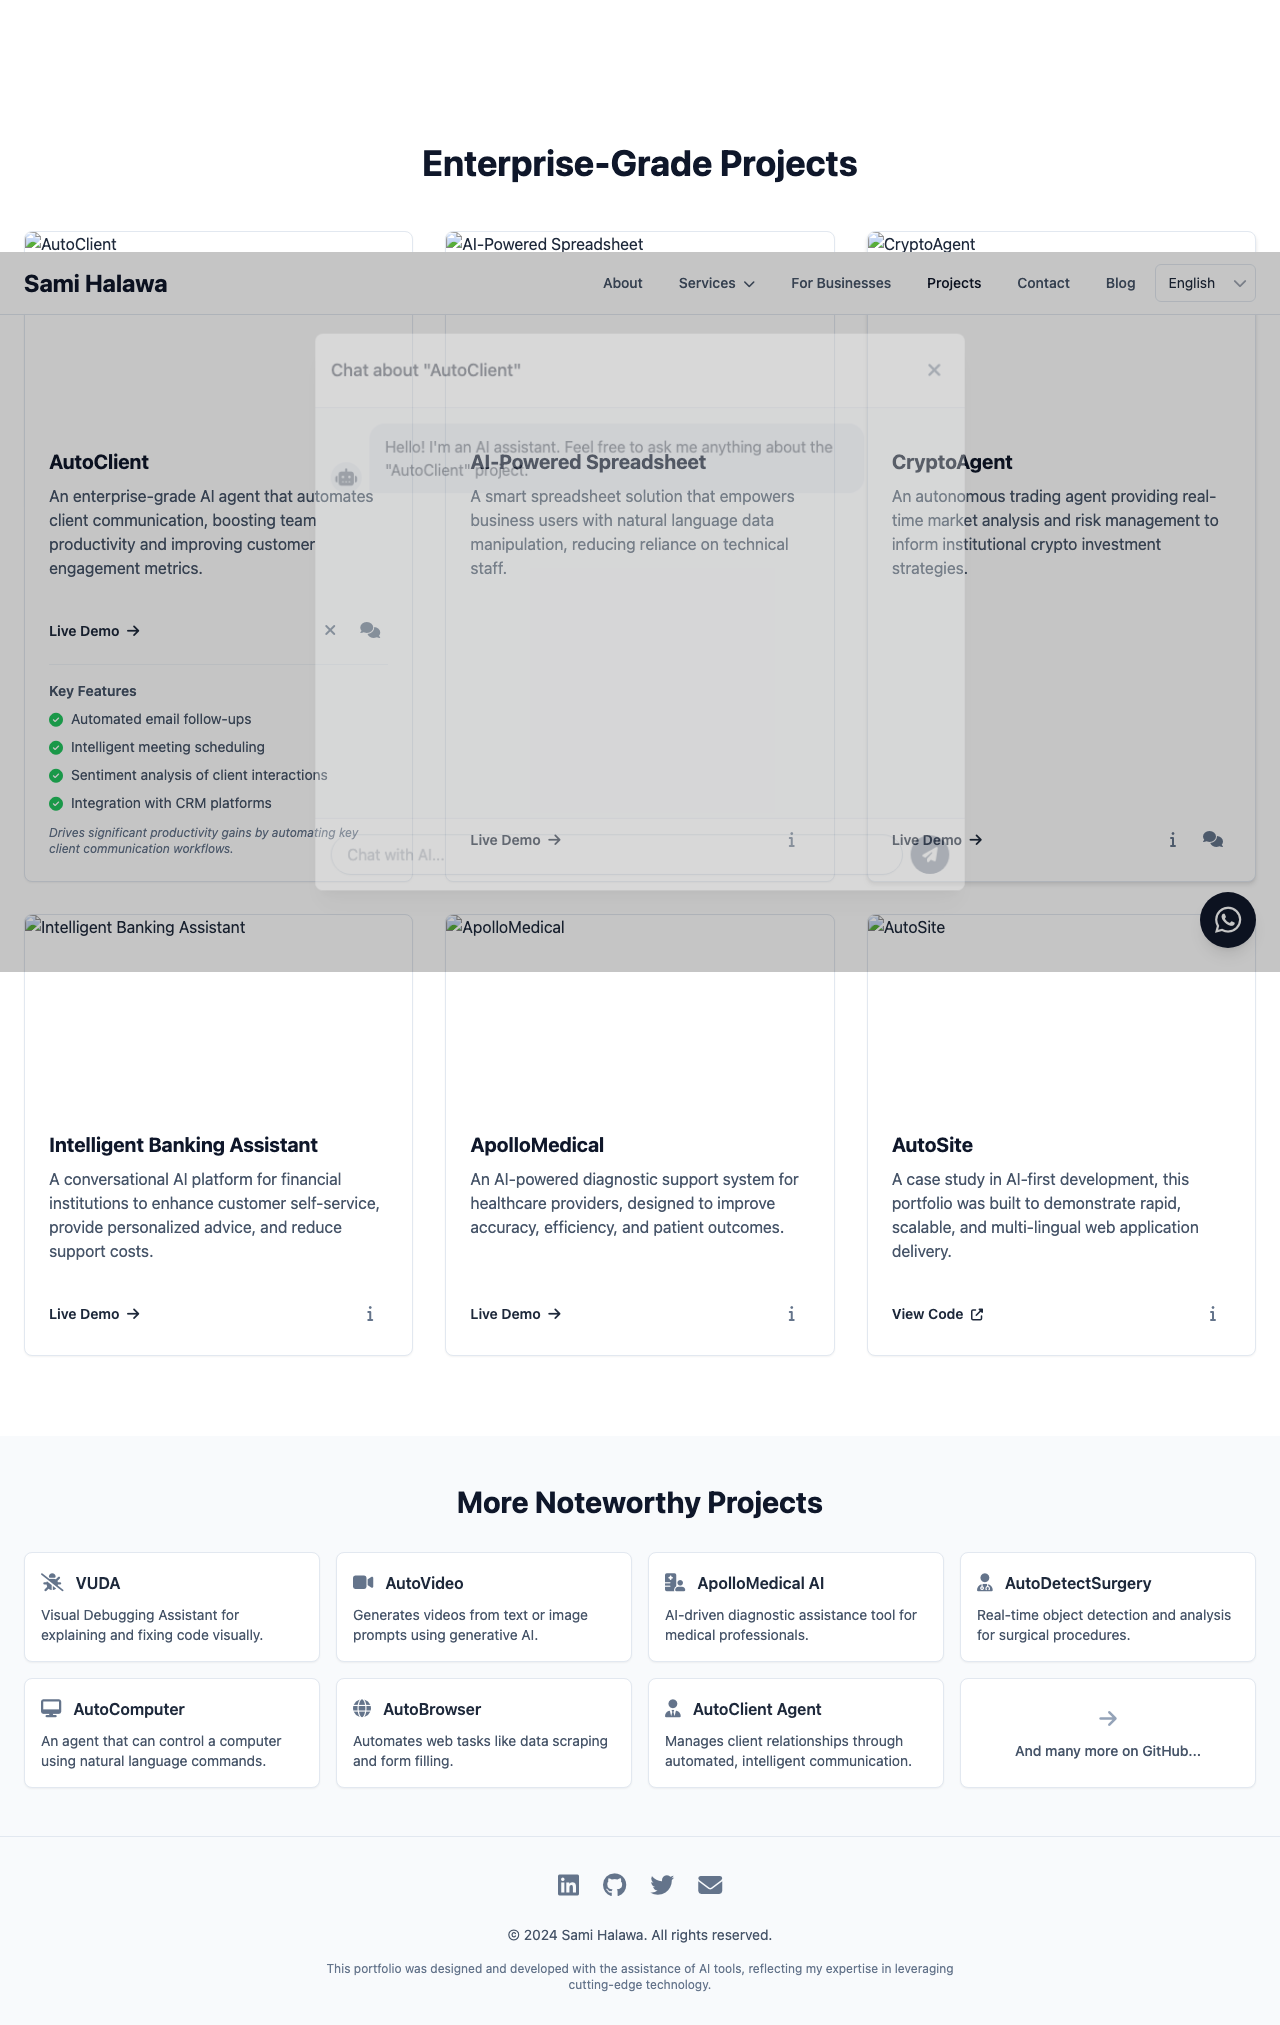 Enterprise-Grade Projects
AutoClient
AI-Powered Spreadsheet
CryptoAgent
Sami Halawa
About
Services
For Businesses
Projects
Contact
Blog
English
Chat about "AutoClient"
Hello! I'm an AI assistant. Feel free to ask me anything about the
"AutoClient" project.
AutoClient
An enterprise-grade AI agent that automates
client communication, boosting team
productivity and improving customer
engagement metrics.
Live Demo
Key Features
Automated email follow-ups
Intelligent meeting scheduling
Sentiment analysis of client interactions
Integration with CRM platforms
Drives significant productivity gains by automating key
client communication workflows.
AI-Powered Spreadsheet
A smart spreadsheet solution that empowers
business users with natural language data
manipulation, reducing reliance on technical
staff.
Live Demo
CryptoAgent
An autonomous trading agent providing real-
time market analysis and risk management to
inform institutional crypto investment
strategies.
Live Demo
Chat with AI...
Intelligent Banking Assistant
ApolloMedical
AutoSite
Intelligent Banking Assistant
A conversational AI platform for financial
institutions to enhance customer self-service,
provide personalized advice, and reduce
support costs.
Live Demo
ApolloMedical
An AI-powered diagnostic support system for
healthcare providers, designed to improve
accuracy, efficiency, and patient outcomes.
Live Demo
AutoSite
A case study in AI-first development, this
portfolio was built to demonstrate rapid,
scalable, and multi-lingual web application
delivery.
View Code
More Noteworthy Projects
VUDA
Visual Debugging Assistant for
explaining and fixing code visually.
AutoVideo
Generates videos from text or image
prompts using generative AI.
ApolloMedical AI
AI-driven diagnostic assistance tool for
medical professionals.
AutoDetectSurgery
Real-time object detection and analysis
for surgical procedures.
AutoComputer
An agent that can control a computer
using natural language commands.
AutoBrowser
Automates web tasks like data scraping
and form filling.
AutoClient Agent
Manages client relationships through
automated, intelligent communication.
And many more on GitHub...
© 2024 Sami Halawa. All rights reserved.
This portfolio was designed and developed with the assistance of AI tools, reflecting my expertise in leveraging
cutting-edge technology.